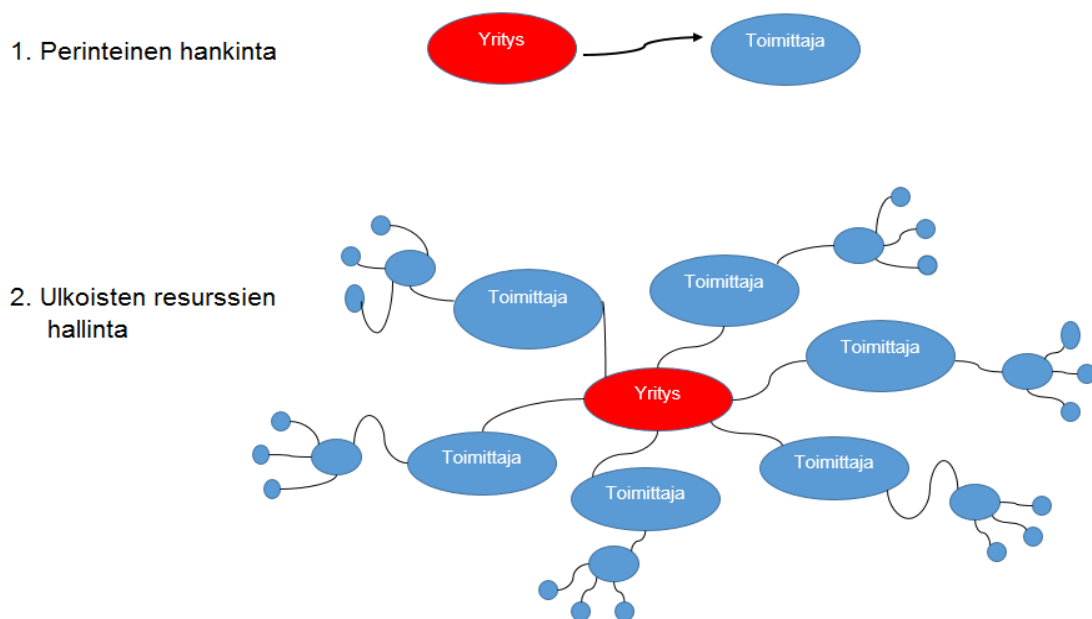 1. Perinteinen hankinta
Yritys
Toimittaja
2. Ulkoisten resurssien
hallinta
Toimittaja
Toimittaja
Toimittaja
Yritys
Toimittaja
Toimittaja
Toimittaja